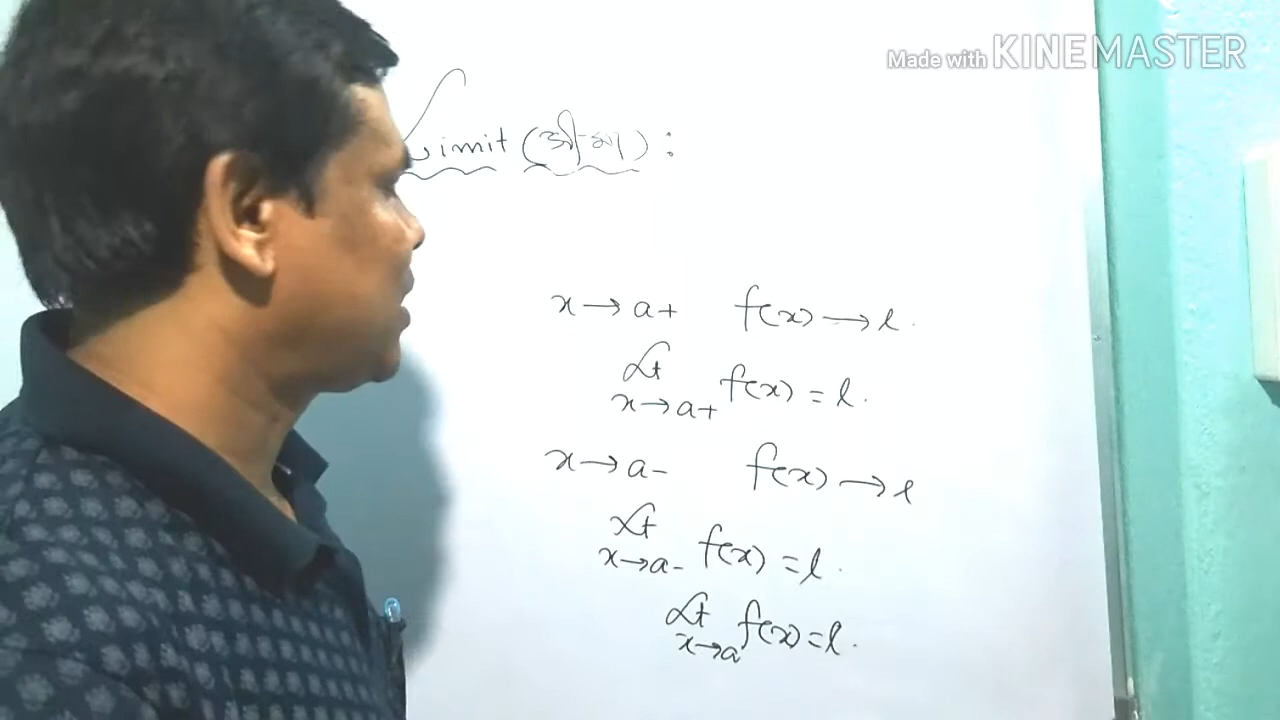 Made with KINEMASTER
Limit (সীমা) :
x → a+ f(x) → l.
Lt x → a+ f(x) = l.
x → a- f(x) → l
Lt x → a- f(x) = l.
Lt x → a f(x) = l.